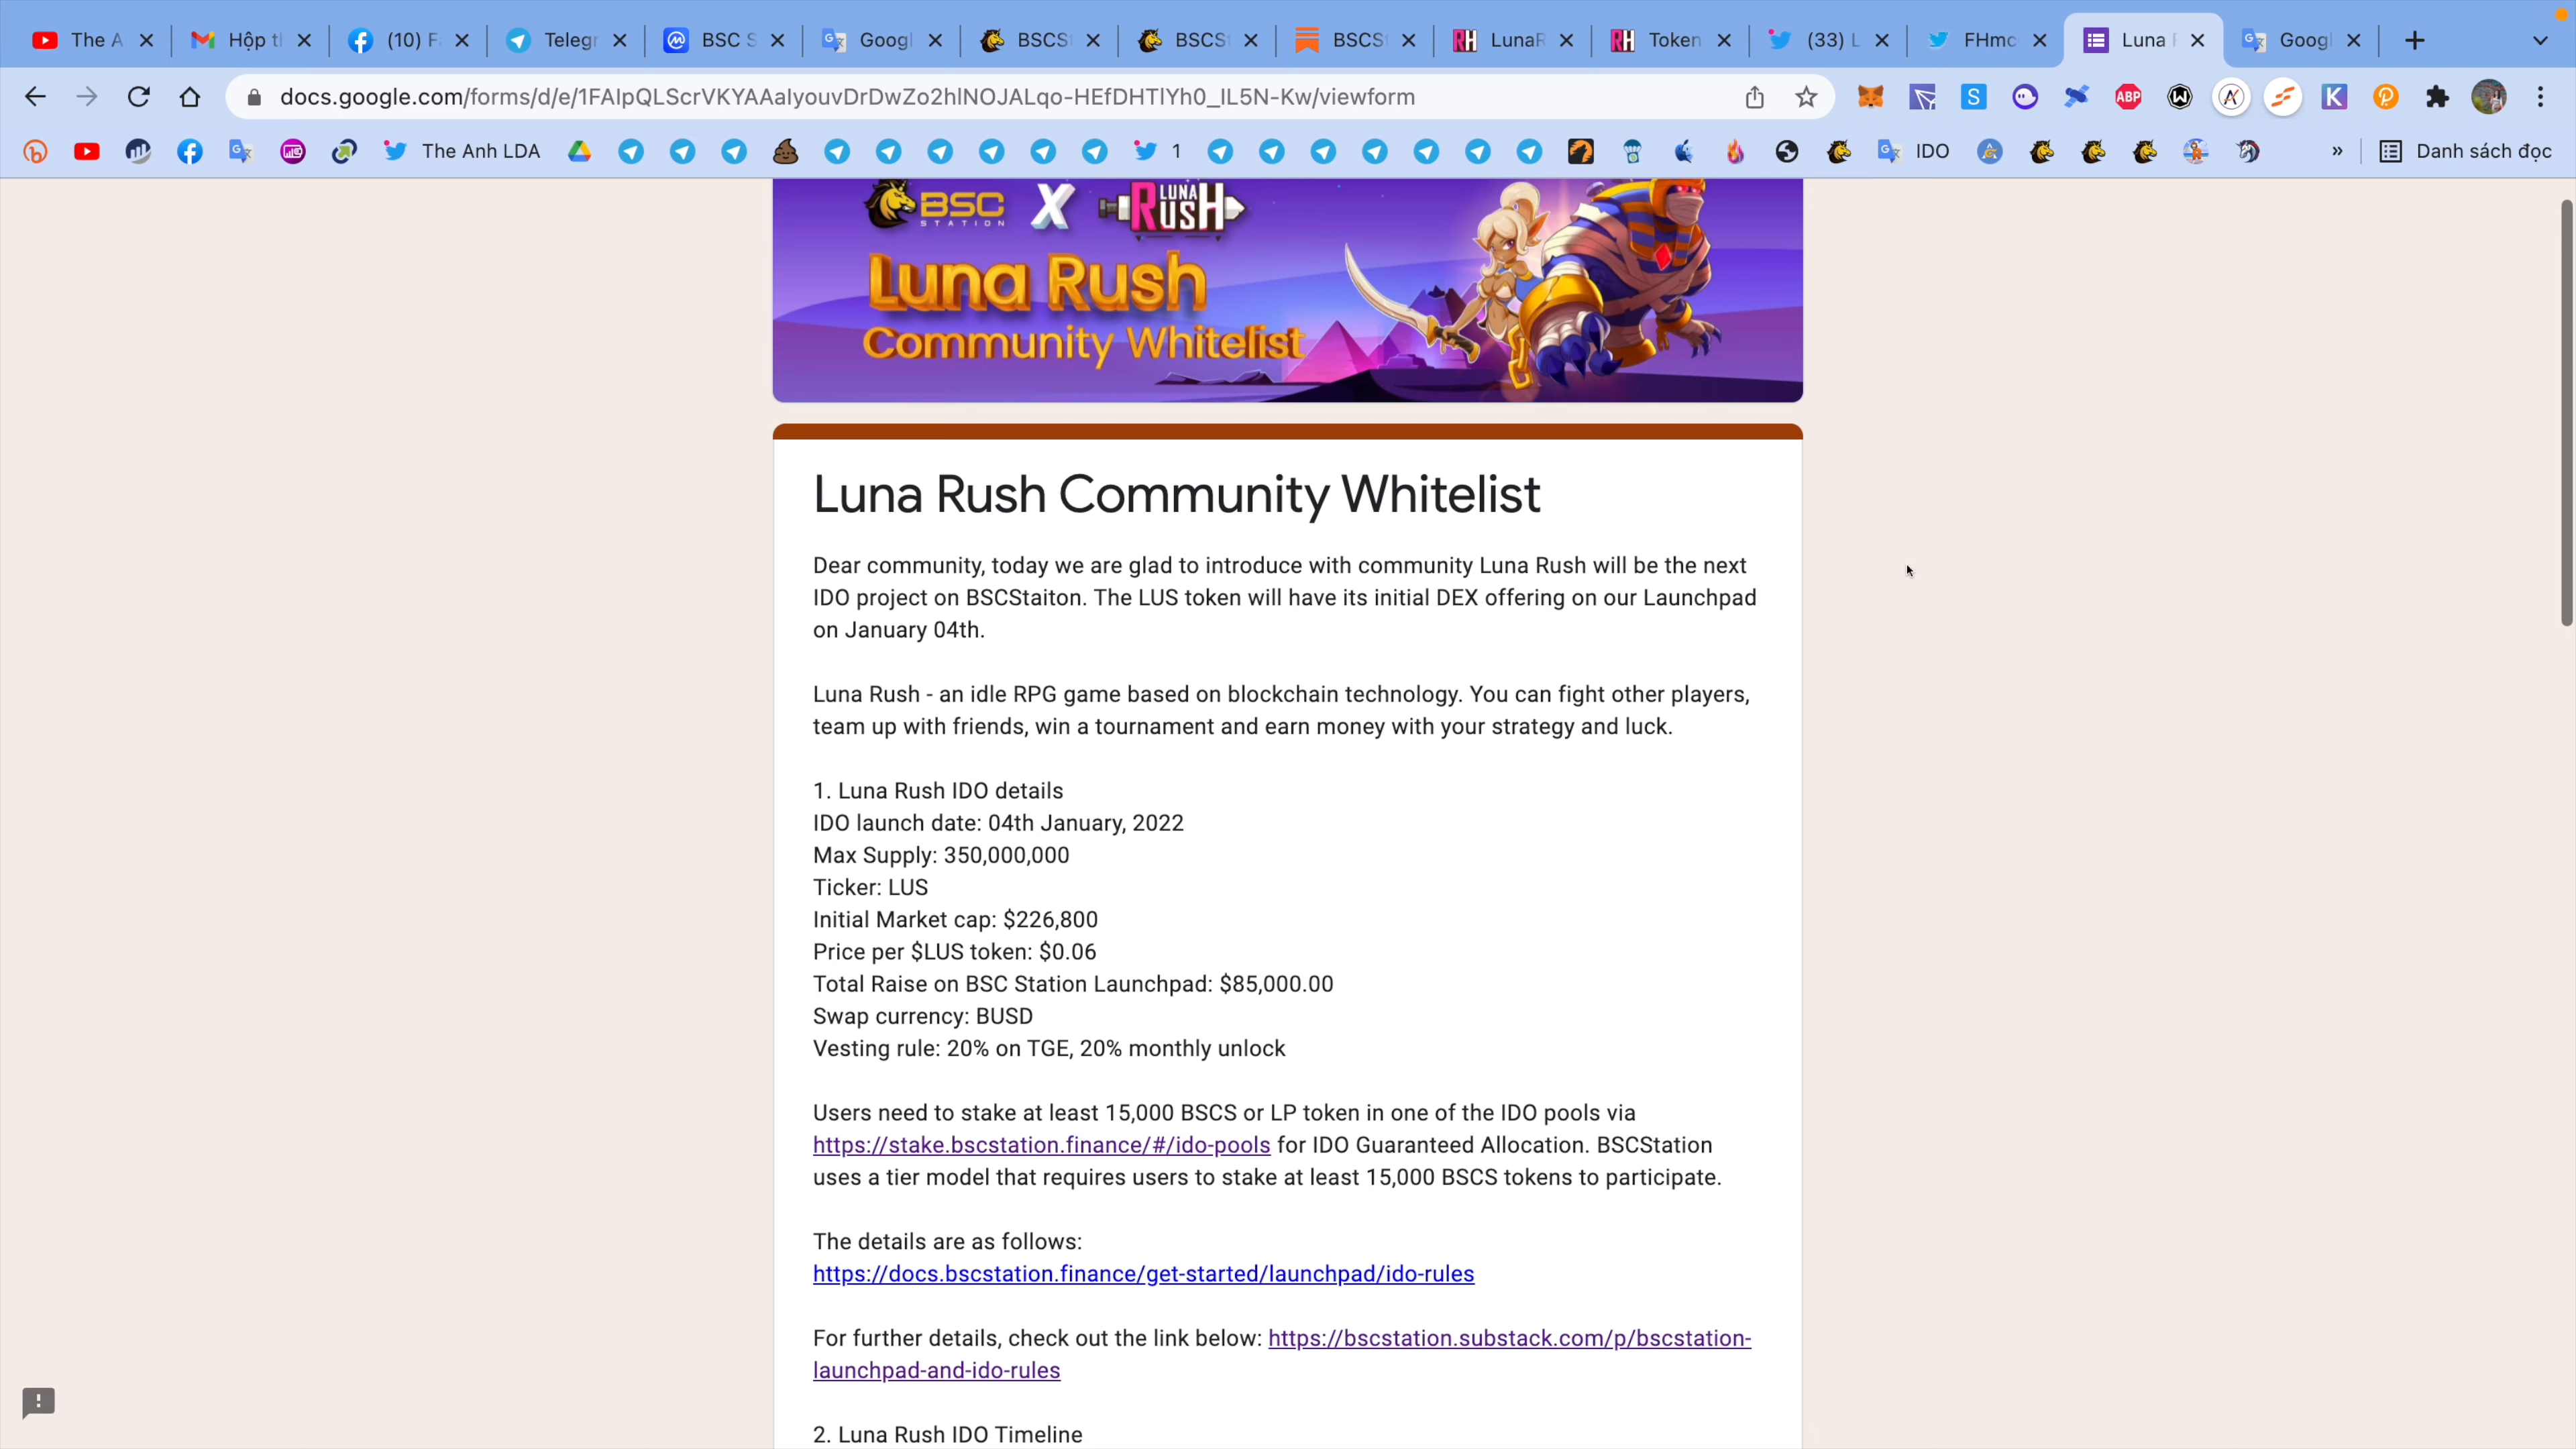 The A
Hộp t
(10) F
Telegr
BSC S
Googl
BSCS
BSCS
BSCS
LunaR
Token
(33) L
FHmc
Luna
Googl
docs.google.com/forms/d/e/1FAIpQLScrVKYAAalyouvDrDwZo2hlNOJALqo-HEfDHTlYh0_IL5N-Kw/viewform
The Anh LDA
1
IDO
Danh sách đọc
BSC STATION X LUNA RUSH
Luna Rush
Community Whitelist
Luna Rush Community Whitelist
Dear community, today we are glad to introduce with community Luna Rush will be the next
IDO project on BSCStaiton. The LUS token will have its initial DEX offering on our Launchpad
on January 04th.
Luna Rush - an idle RPG game based on blockchain technology. You can fight other players,
team up with friends, win a tournament and earn money with your strategy and luck.
1. Luna Rush IDO details
IDO launch date: 04th January, 2022
Max Supply: 350,000,000
Ticker: LUS
Initial Market cap: $226,800
Price per $LUS token: $0.06
Total Raise on BSC Station Launchpad: $85,000.00
Swap currency: BUSD
Vesting rule: 20% on TGE, 20% monthly unlock
Users need to stake at least 15,000 BSCS or LP token in one of the IDO pools via
https://stake.bscstation.finance/#/ido-pools for IDO Guaranteed Allocation. BSCStation
uses a tier model that requires users to stake at least 15,000 BSCS tokens to participate.
The details are as follows:
https://docs.bscstation.finance/get-started/launchpad/ido-rules
For further details, check out the link below: https://bscstation.substack.com/p/bscstation-
launchpad-and-ido-rules
2. Luna Rush IDO Timeline